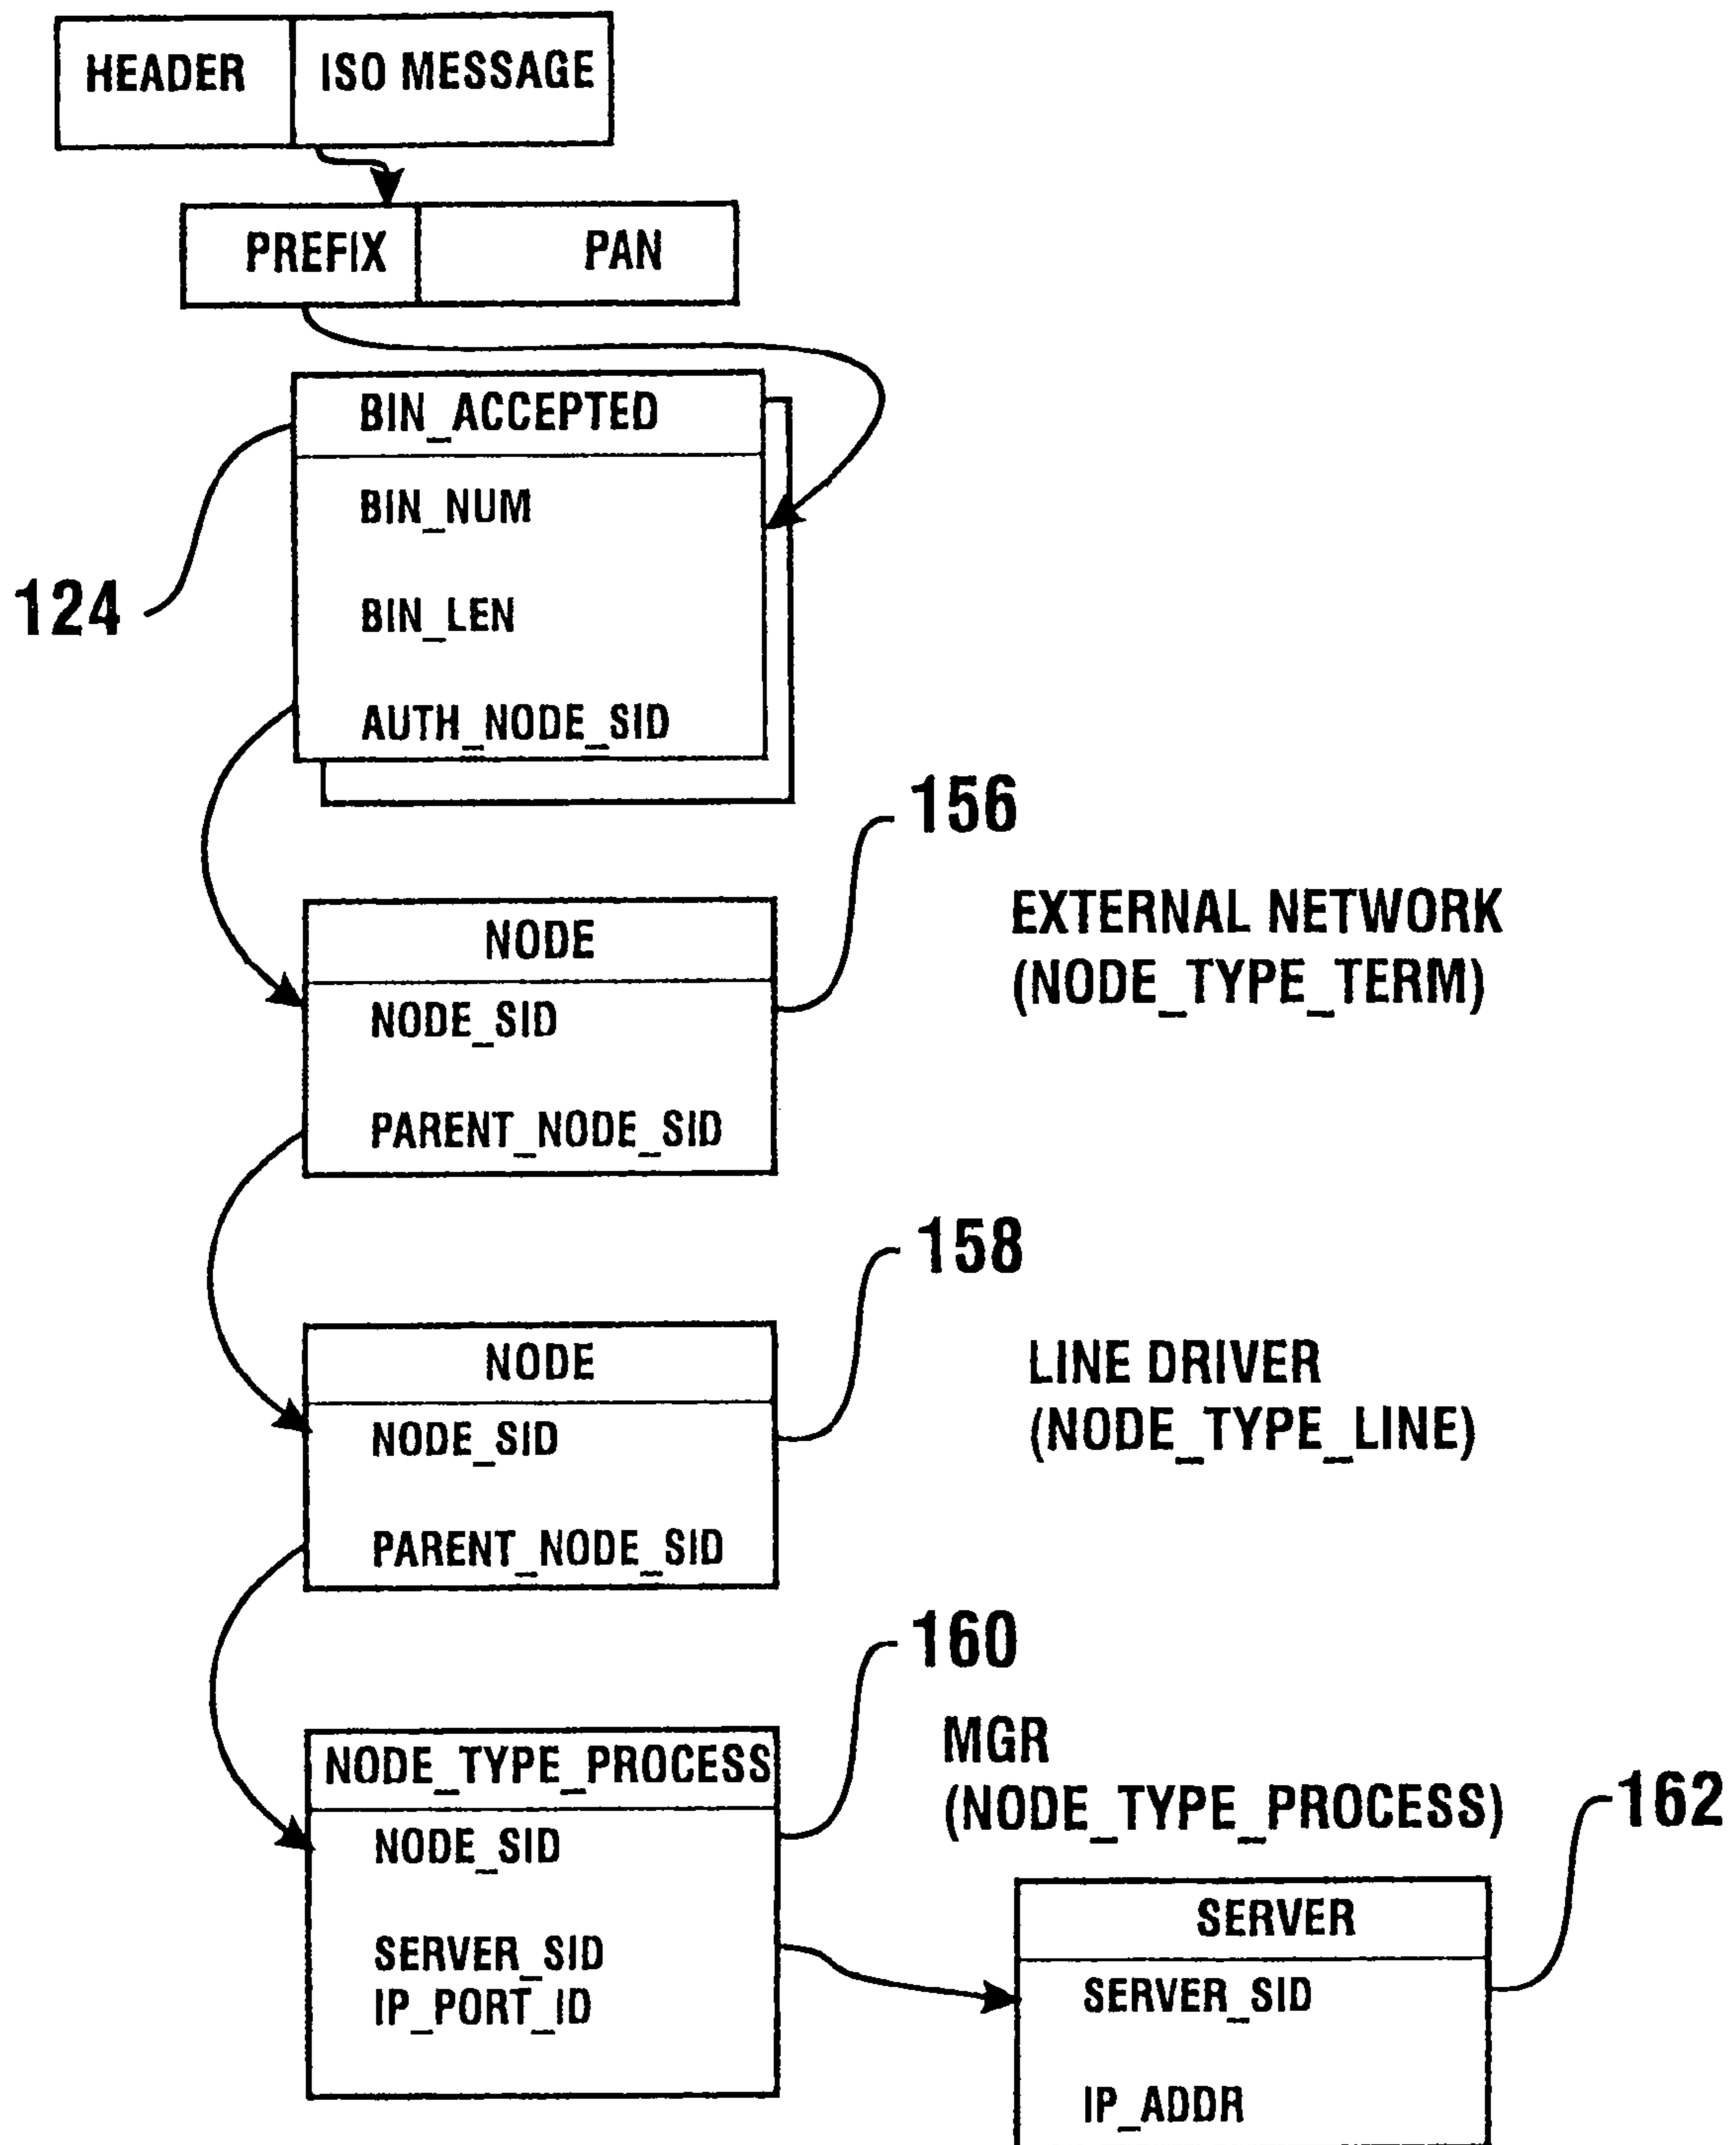 HEADER ISO MESSAGE
PREFIX PAN
BIN_ACCEPTED
BIN_NUM
BIN_LEN
AUTH_NODE_SID
124
156
EXTERNAL NETWORK
(NODE_TYPE_TERM)
NODE
NODE_SID
PARENT_NODE_SID
158
LINE DRIVER
(NODE_TYPE_LINE)
NODE
NODE_SID
PARENT_NODE_SID
160
MGR
(NODE_TYPE_PROCESS)
162
NODE_TYPE_PROCESS
NODE_SID
SERVER_SID
IP_PORT_ID
SERVER
SERVER_SID
IP_ADDR